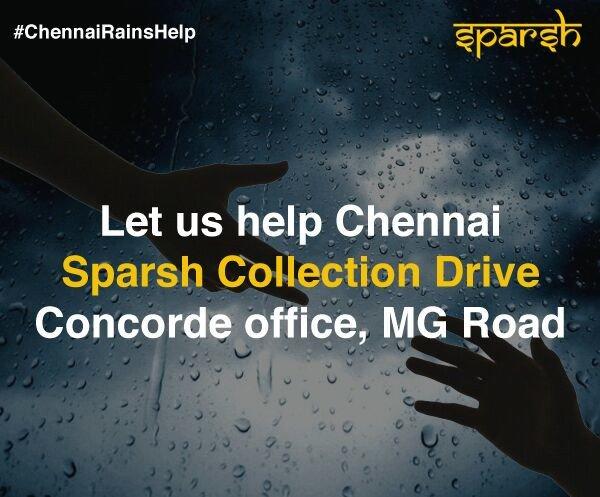 #ChennaiRainsHelp
sparsh
Let us help Chennai
Sparsh Collection Drive
Concorde office, MG Road